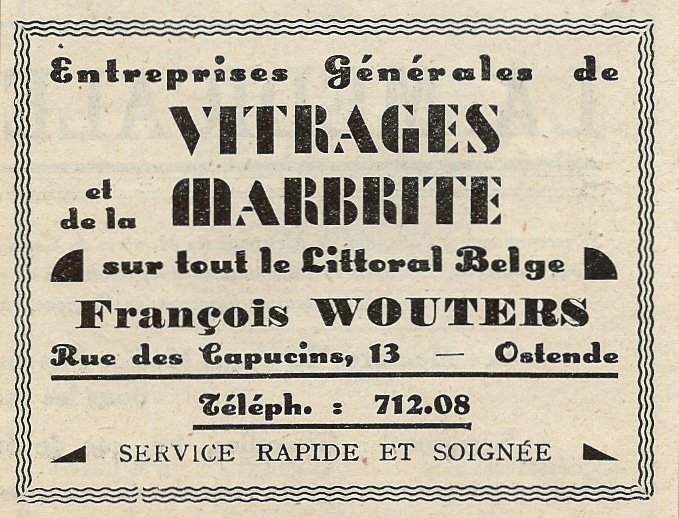 Entreprises Générales de
VITRAGES
et de la MARBRITE
sur tout le Littoral Belge
François WOUTERS
Rue des Capucins, 13 — Ostende
Téléph. : 712.08
SERVICE RAPIDE ET SOIGNÉE